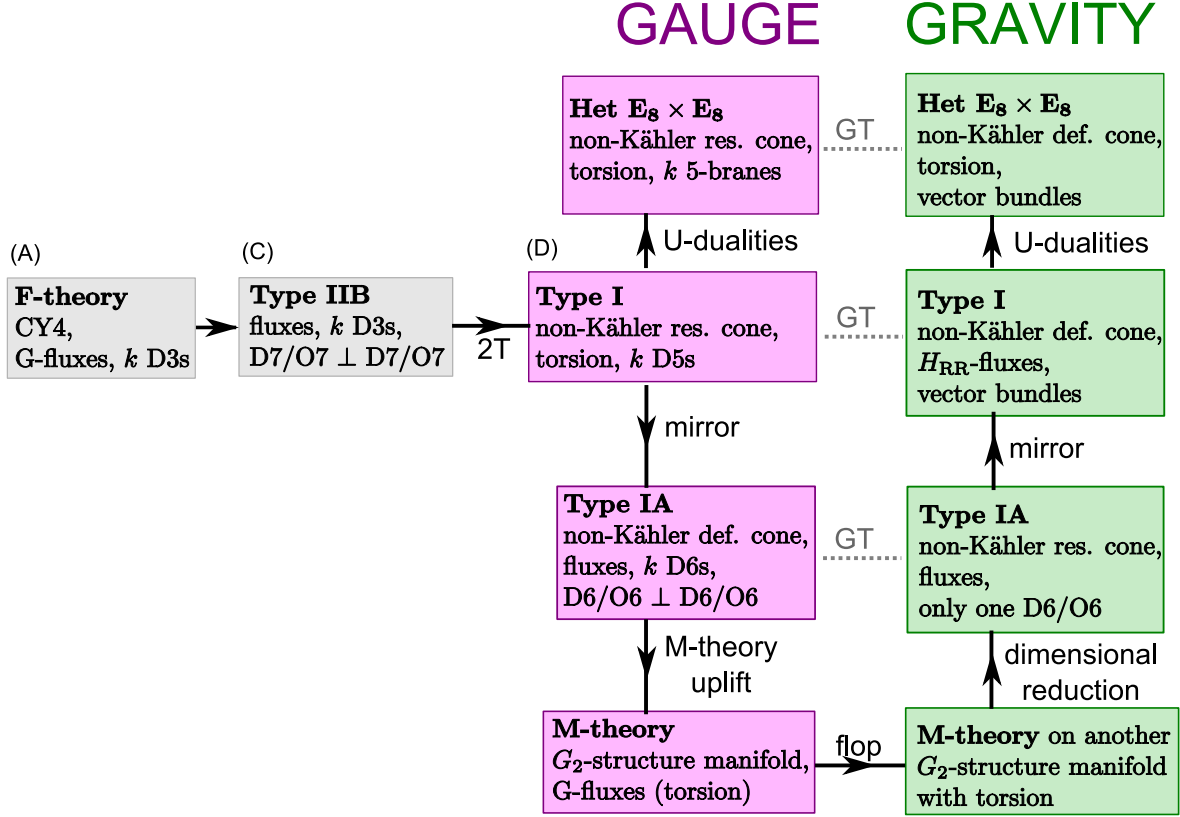 GAUGE GRAVITY
Het E₈ × E₈
non-Kähler res. cone,
torsion, k 5-branes
GT
Het E₈ × E₈
non-Kähler def. cone,
torsion,
vector bundles
U-dualities
U-dualities
(A)
F-theory
CY4,
G-fluxes, k D3s
(C)
Type IIB
fluxes, k D3s,
D7/O7 ⊥ D7/O7
2T
(D)
Type I
non-Kähler res. cone,
torsion, k D5s
GT
Type I
non-Kähler def. cone,
H_RR-fluxes,
vector bundles
mirror
mirror
Type IA
non-Kähler def. cone,
fluxes, k D6s,
D6/O6 ⊥ D6/O6
GT
Type IA
non-Kähler res. cone,
fluxes,
only one D6/O6
M-theory
uplift
dimensional
reduction
M-theory
G₂-structure manifold,
G-fluxes (torsion)
flop
M-theory on another
G₂-structure manifold
with torsion